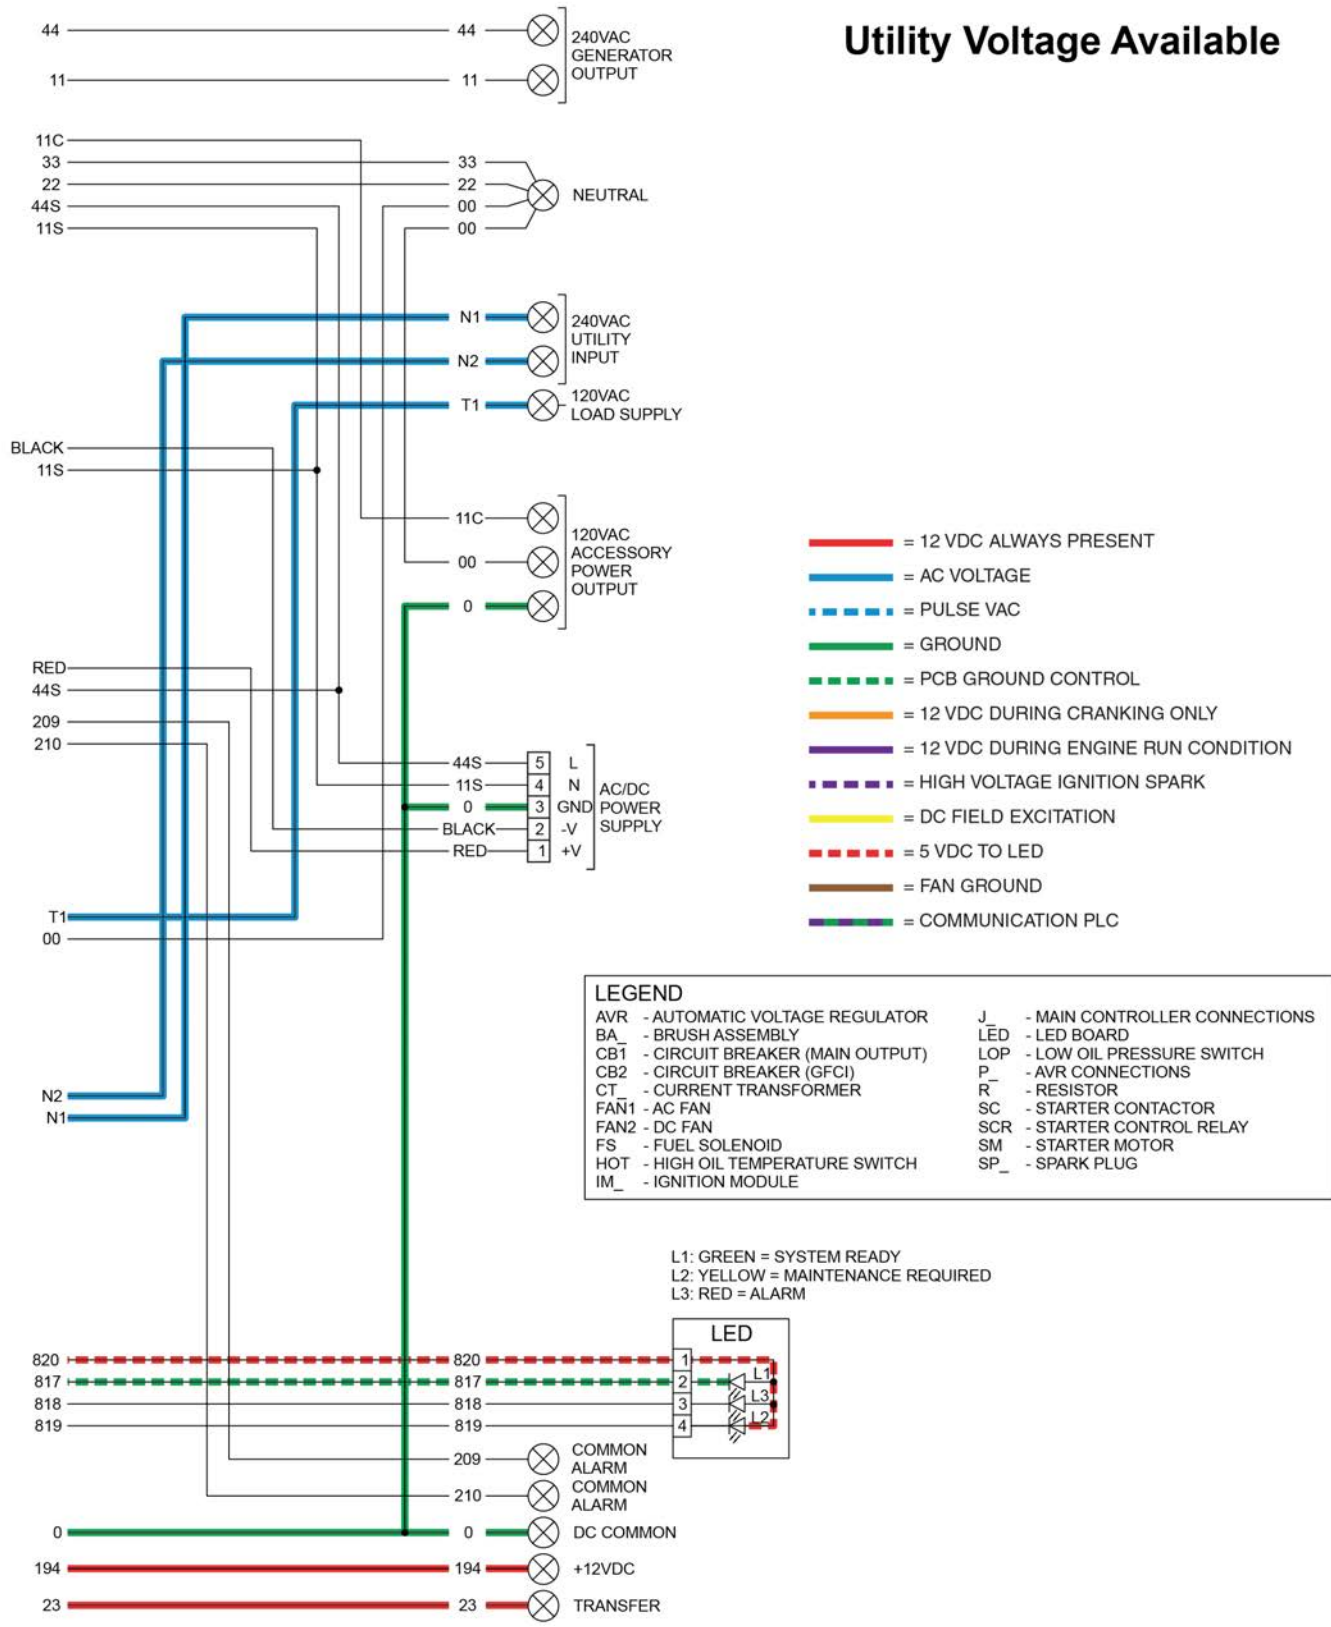 Utility Voltage Available
44
44
240VAC
GENERATOR
OUTPUT
11
11
11C
33
33
22
22
NEUTRAL
44S
00
11S
00
N1
240VAC
UTILITY
INPUT
N2
T1
120VAC
LOAD SUPPLY
BLACK
11S
11C
120VAC
ACCESSORY
POWER
OUTPUT
00
0
RED
44S
209
210
44S 5 L
11S 4 N
0 3 GND
BLACK 2 -V
RED 1 +V
AC/DC
POWER
SUPPLY
T1
00
N2
N1
= 12 VDC ALWAYS PRESENT
= AC VOLTAGE
= PULSE VAC
= GROUND
= PCB GROUND CONTROL
= 12 VDC DURING CRANKING ONLY
= 12 VDC DURING ENGINE RUN CONDITION
= HIGH VOLTAGE IGNITION SPARK
= DC FIELD EXCITATION
= 5 VDC TO LED
= FAN GROUND
= COMMUNICATION PLC
LEGEND
AVR - AUTOMATIC VOLTAGE REGULATOR
BA_ - BRUSH ASSEMBLY
CB1 - CIRCUIT BREAKER (MAIN OUTPUT)
CB2 - CIRCUIT BREAKER (GFCI)
CT_ - CURRENT TRANSFORMER
FAN1 - AC FAN
FAN2 - DC FAN
FS - FUEL SOLENOID
HOT - HIGH OIL TEMPERATURE SWITCH
IM_ - IGNITION MODULE
J_ - MAIN CONTROLLER CONNECTIONS
LED - LED BOARD
LOP - LOW OIL PRESSURE SWITCH
P_ - AVR CONNECTIONS
R_ - RESISTOR
SC - STARTER CONTACTOR
SCR - STARTER CONTROL RELAY
SM - STARTER MOTOR
SP_ - SPARK PLUG
L1: GREEN = SYSTEM READY
L2: YELLOW = MAINTENANCE REQUIRED
L3: RED = ALARM
LED
820 820 1
817 817 2 L1
818 818 3 L3
819 819 4 L2
209
COMMON
ALARM
210
COMMON
ALARM
0 0 DC COMMON
194 194 +12VDC
23 23 TRANSFER